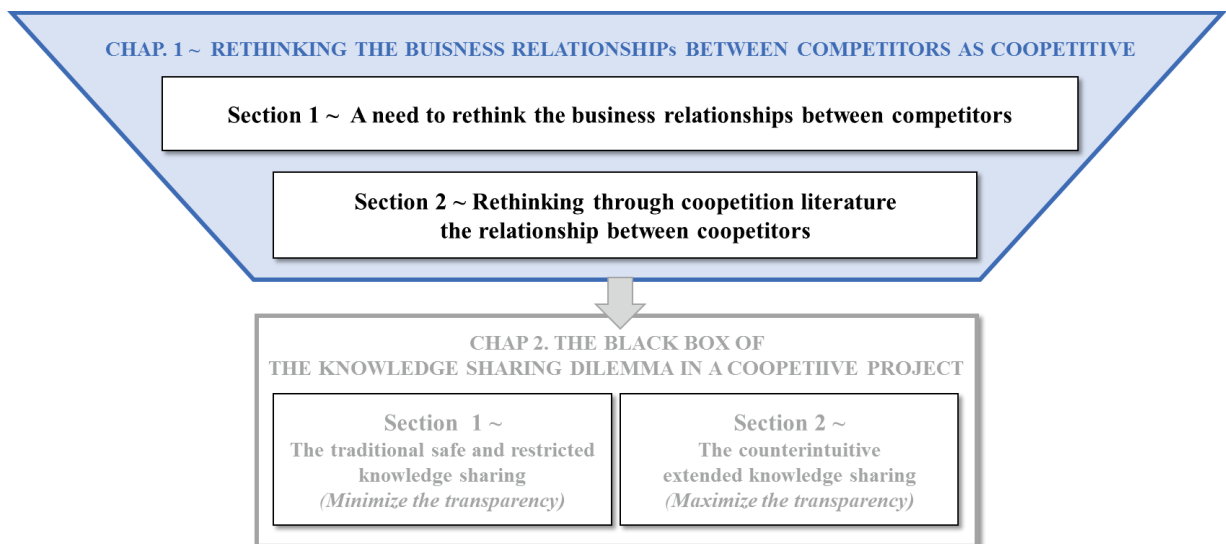 CHAP. 1 ~ RETHINKING THE BUISNESS RELATIONSHIPs BETWEEN COMPETITORS AS COOPETITIVE
Section 1 ~ A need to rethink the business relationships between competitors
Section 2 ~ Rethinking through coopetition literature
the relationship between coopetitors
CHAP 2. THE BLACK BOX OF
THE KNOWLEDGE SHARING DILEMMA IN A COOPETIIVE PROJECT
Section 1 ~
The traditional safe and restricted
knowledge sharing
(Minimize the transparency)
Section 2 ~
The counterintuitive
extended knowledge sharing
(Maximize the transparency)